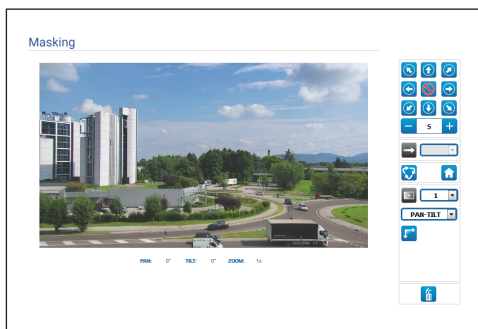 Masking
5
1
PAN-TILT
PAN: 0° TILT: 0° ZOOM: 1x